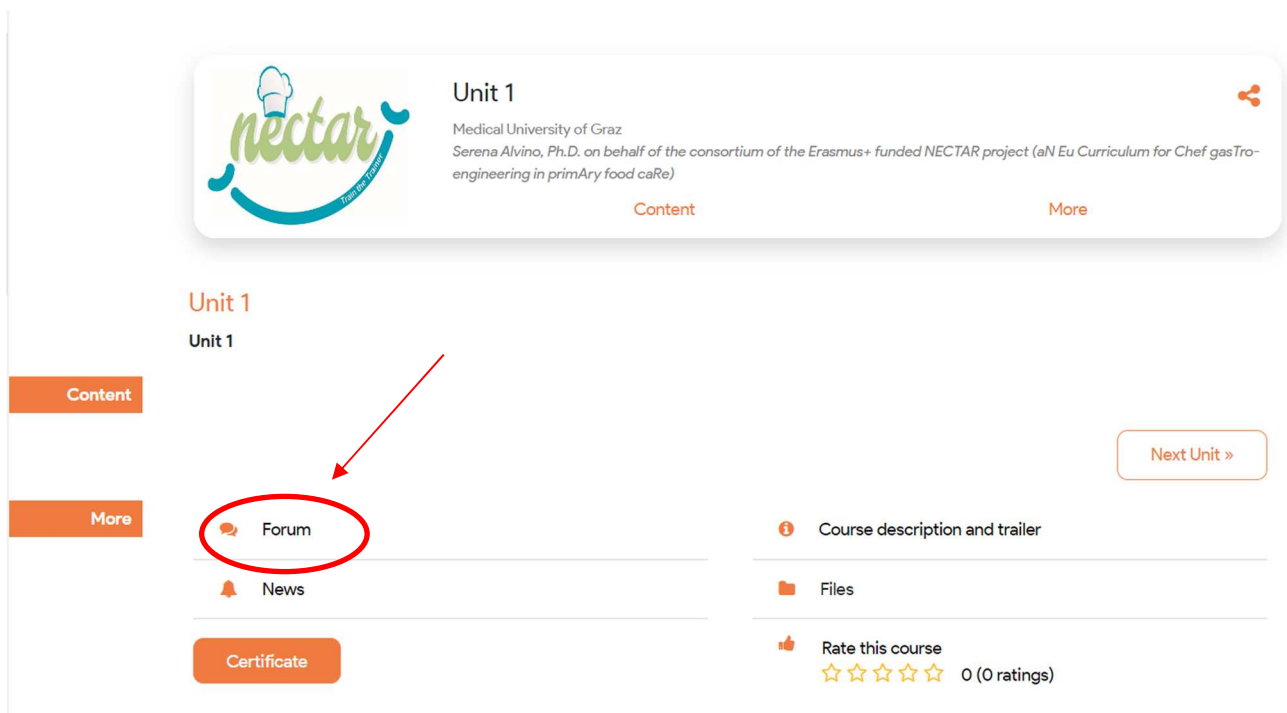 nectar
Train the Trainer
Unit 1
Medical University of Graz
Serena Alvino, Ph.D. on behalf of the consortium of the Erasmus+ funded NECTAR project (aN Eu Curriculum for Chef gasTro-
engineering in primAry food caRe)
Content
More
Unit 1
Unit 1
Content
Next Unit »
More
Forum
Course description and trailer
News
Files
Certificate
Rate this course
0 (0 ratings)